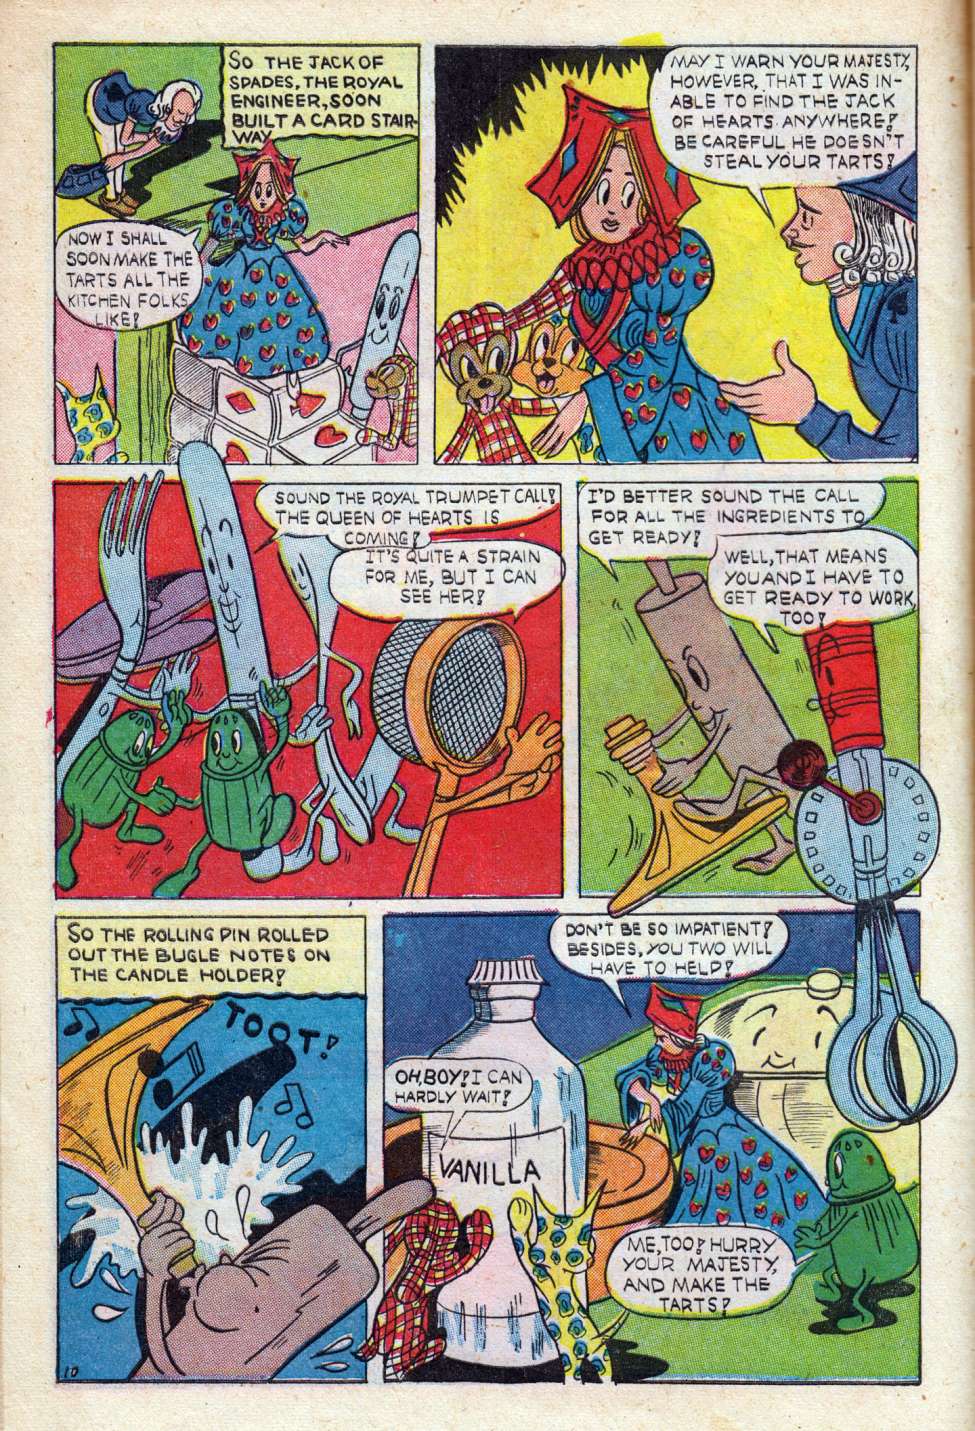 SO THE JACK OF
SPADES, THE ROYAL
ENGINEER, SOON
BUILT A CARD STAIR-
WAY.
NOW I SHALL
SOON MAKE THE
TARTS ALL THE
KITCHEN FOLKS
LIKE!
MAY I WARN YOUR MAJESTY,
HOWEVER, THAT I WAS IN-
ABLE TO FIND THE JACK
OF HEARTS ANYWHERE!
BE CAREFUL HE DOESN'T
STEAL YOUR TARTS!
SOUND THE ROYAL TRUMPET CALL!
THE QUEEN OF HEARTS IS
COMING!
IT'S QUITE A STRAIN
FOR ME, BUT I CAN
SEE HER!
I'D BETTER SOUND THE CALL
FOR ALL THE INGREDIENTS TO
GET READY!
WELL, THAT MEANS
YOU AND I HAVE TO
GET READY TO WORK,
TOO!
SO THE ROLLING PIN ROLLED
OUT THE BUGLE NOTES ON
THE CANDLE HOLDER!
TOOT!
10
DON'T BE SO IMPATIENT!
BESIDES, YOU TWO WILL
HAVE TO HELP!
OH, BOY! I CAN
HARDLY WAIT!
VANILLA
ME, TOO! HURRY
YOUR MAJESTY,
AND MAKE THE
TARTS!